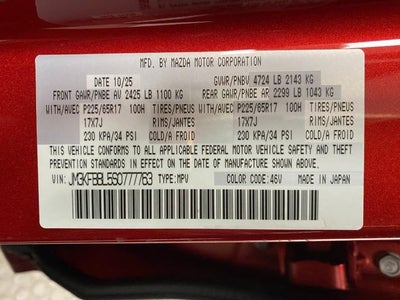 MFD. BY MAZDA MOTOR CORPORATION
DATE 10/25 GVWR/PNBV 4724 LB 2143 KG
FRONT GAWR/PNBE AV 2425 LB 1100 KG REAR GAWR/PNBE AR 2299 LB 1043 KG
WITH/AVEC P225/65R17 100H TIRES/PNEUS WITH/AVEC P225/65R17 100H TIRES/PNEUS
17X7J RIMS/JANTES 17X7J RIMS/JANTES
230 KPA/34 PSI COLD/A FROID 230 KPA/34 PSI COLD/A FROID
THIS VEHICLE CONFORMS TO ALL APPLICABLE FEDERAL MOTOR VEHICLE SAFETY AND
THEFT PREVENTION STANDARDS IN EFFECT ON THE DATE OF MANUFACTURE SHOWN ABOVE.
VIN: JM3KFBBL5S0777763 TYPE:MPV COLOR CODE:46V MADE IN JAPAN